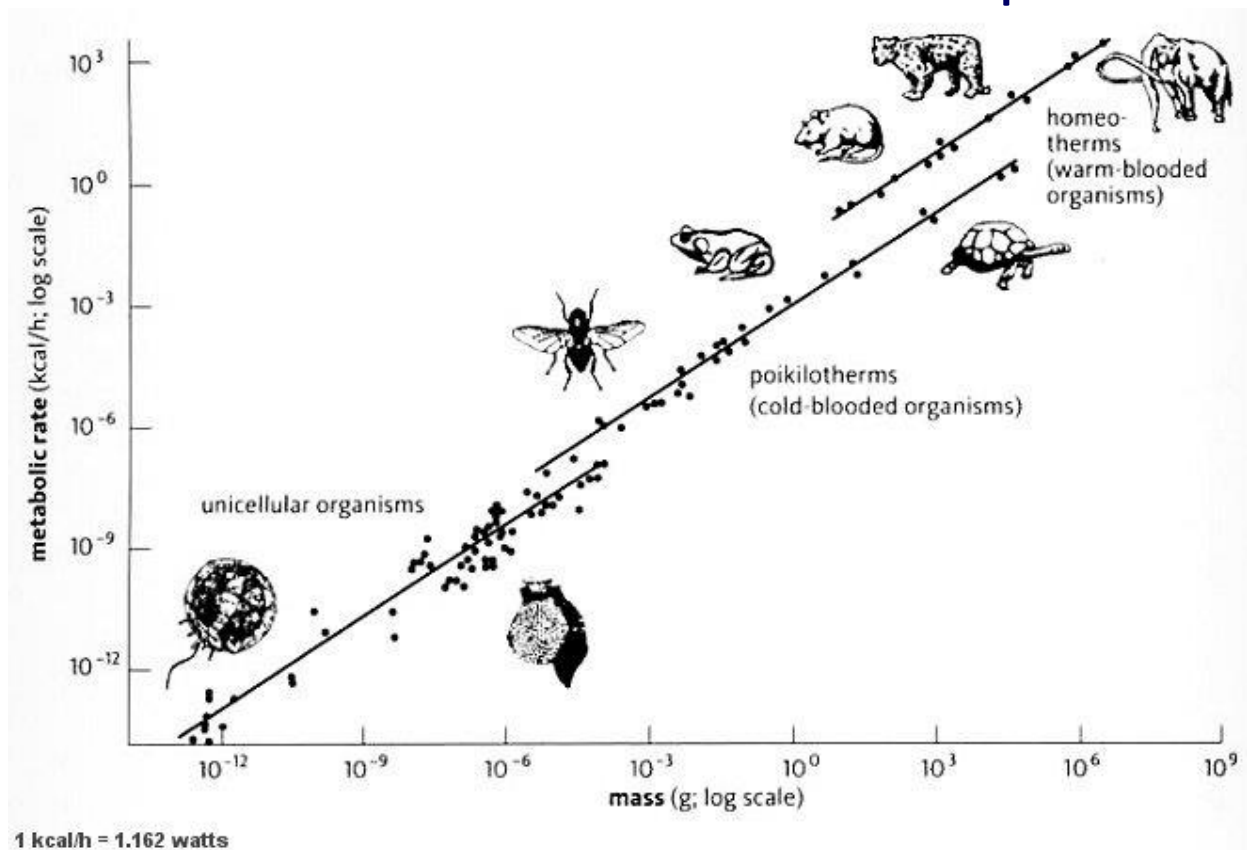 10³
10⁰
10⁻³
10⁻⁶
10⁻⁹
10⁻¹²
metabolic rate (kcal/h; log scale)
homeo-
therms
(warm-blooded
organisms)
poikilotherms
(cold-blooded organisms)
unicellular organisms
10⁻¹² 10⁻⁹ 10⁻⁶ 10⁻³ 10⁰ 10³ 10⁶ 10⁹
mass (g; log scale)
1 kcal/h = 1.162 watts